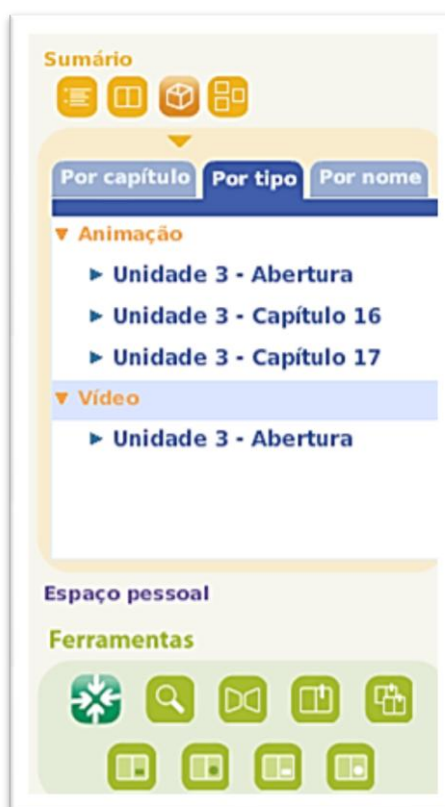 Sumário
Por capítulo Por tipo Por nome
Animação
Unidade 3 - Abertura
Unidade 3 - Capítulo 16
Unidade 3 - Capítulo 17
Vídeo
Unidade 3 - Abertura
Espaço pessoal
Ferramentas